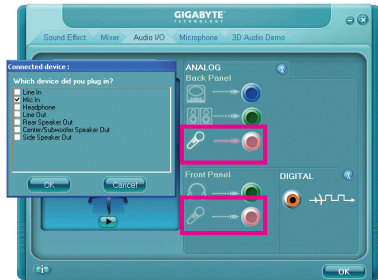 GIGABYTE
TECHNOLOGY
Sound Effect
Mixer
Audio I/O
Microphone
3D Audio Demo
Connected device :
Which device did you plug in?
Line In
Mic In
Headphone
Line Out
Rear Speaker Out
Center/Subwoofer Speaker Out
Side Speaker Out
OK
Cancel
ANALOG
Back Panel
Front Panel
DIGITAL
OK